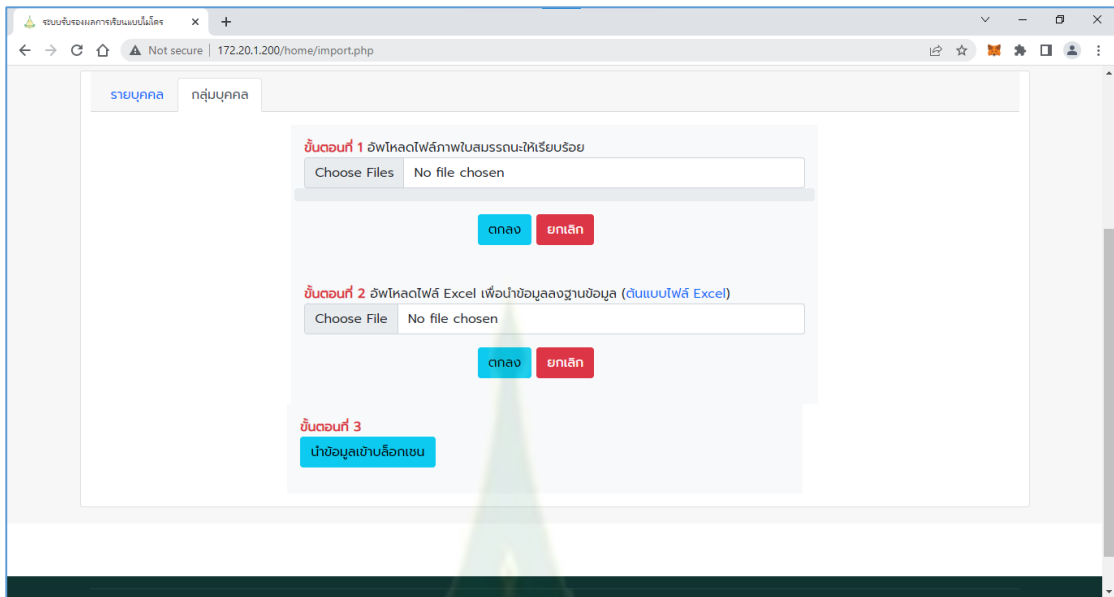 ระบบรับรองผลการเรียนแบบไมโคร
Not secure | 172.20.1.200/home/import.php
รายบุคคล กลุ่มบุคคล
ขั้นตอนที่ 1 อัพโหลดไฟล์ภาพใบสมรรถนะให้เรียบร้อย
Choose Files No file chosen
ตกลง ยกเลิก
ขั้นตอนที่ 2 อัพโหลดไฟล์ Excel เพื่อนำข้อมูลลงฐานข้อมูล (ต้นแบบไฟล์ Excel)
Choose File No file chosen
ตกลง ยกเลิก
ขั้นตอนที่ 3
นำข้อมูลเข้าบล็อกเชน